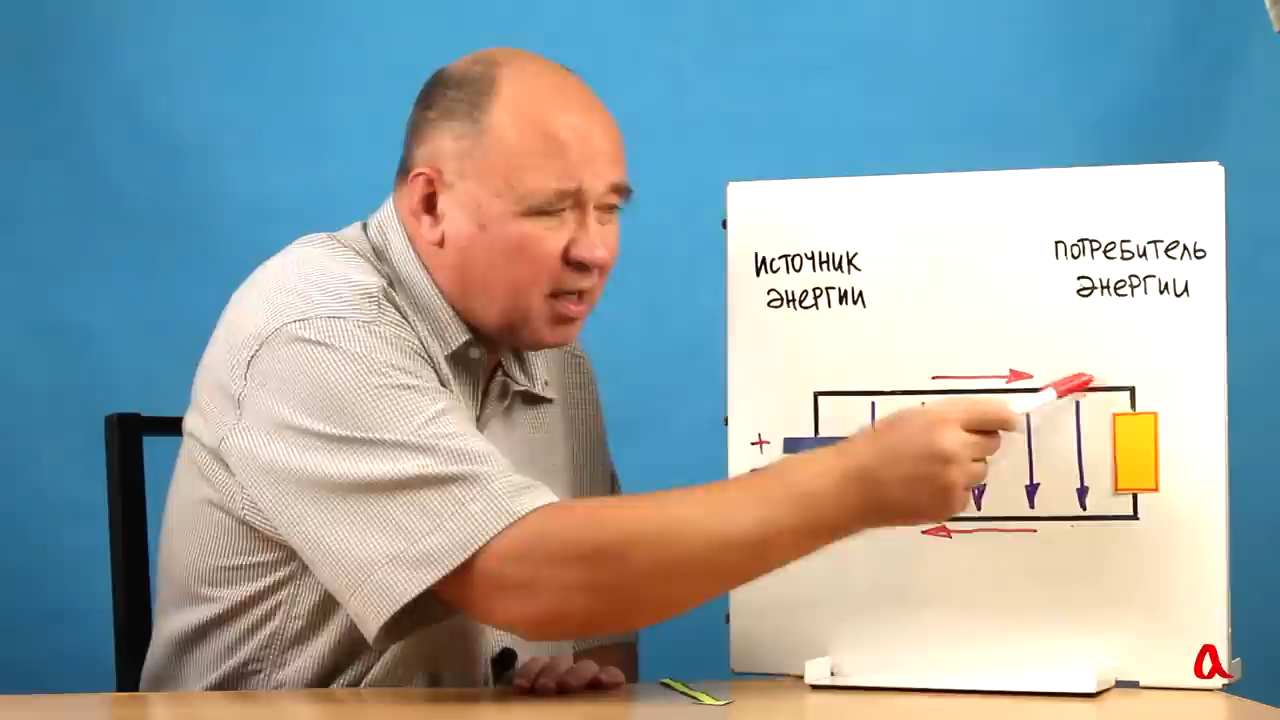 ИСТОЧНИК
ЭНЕРГИИ
ПОТРЕБИТЕЛЬ
ЭНЕРГИИ
+
а